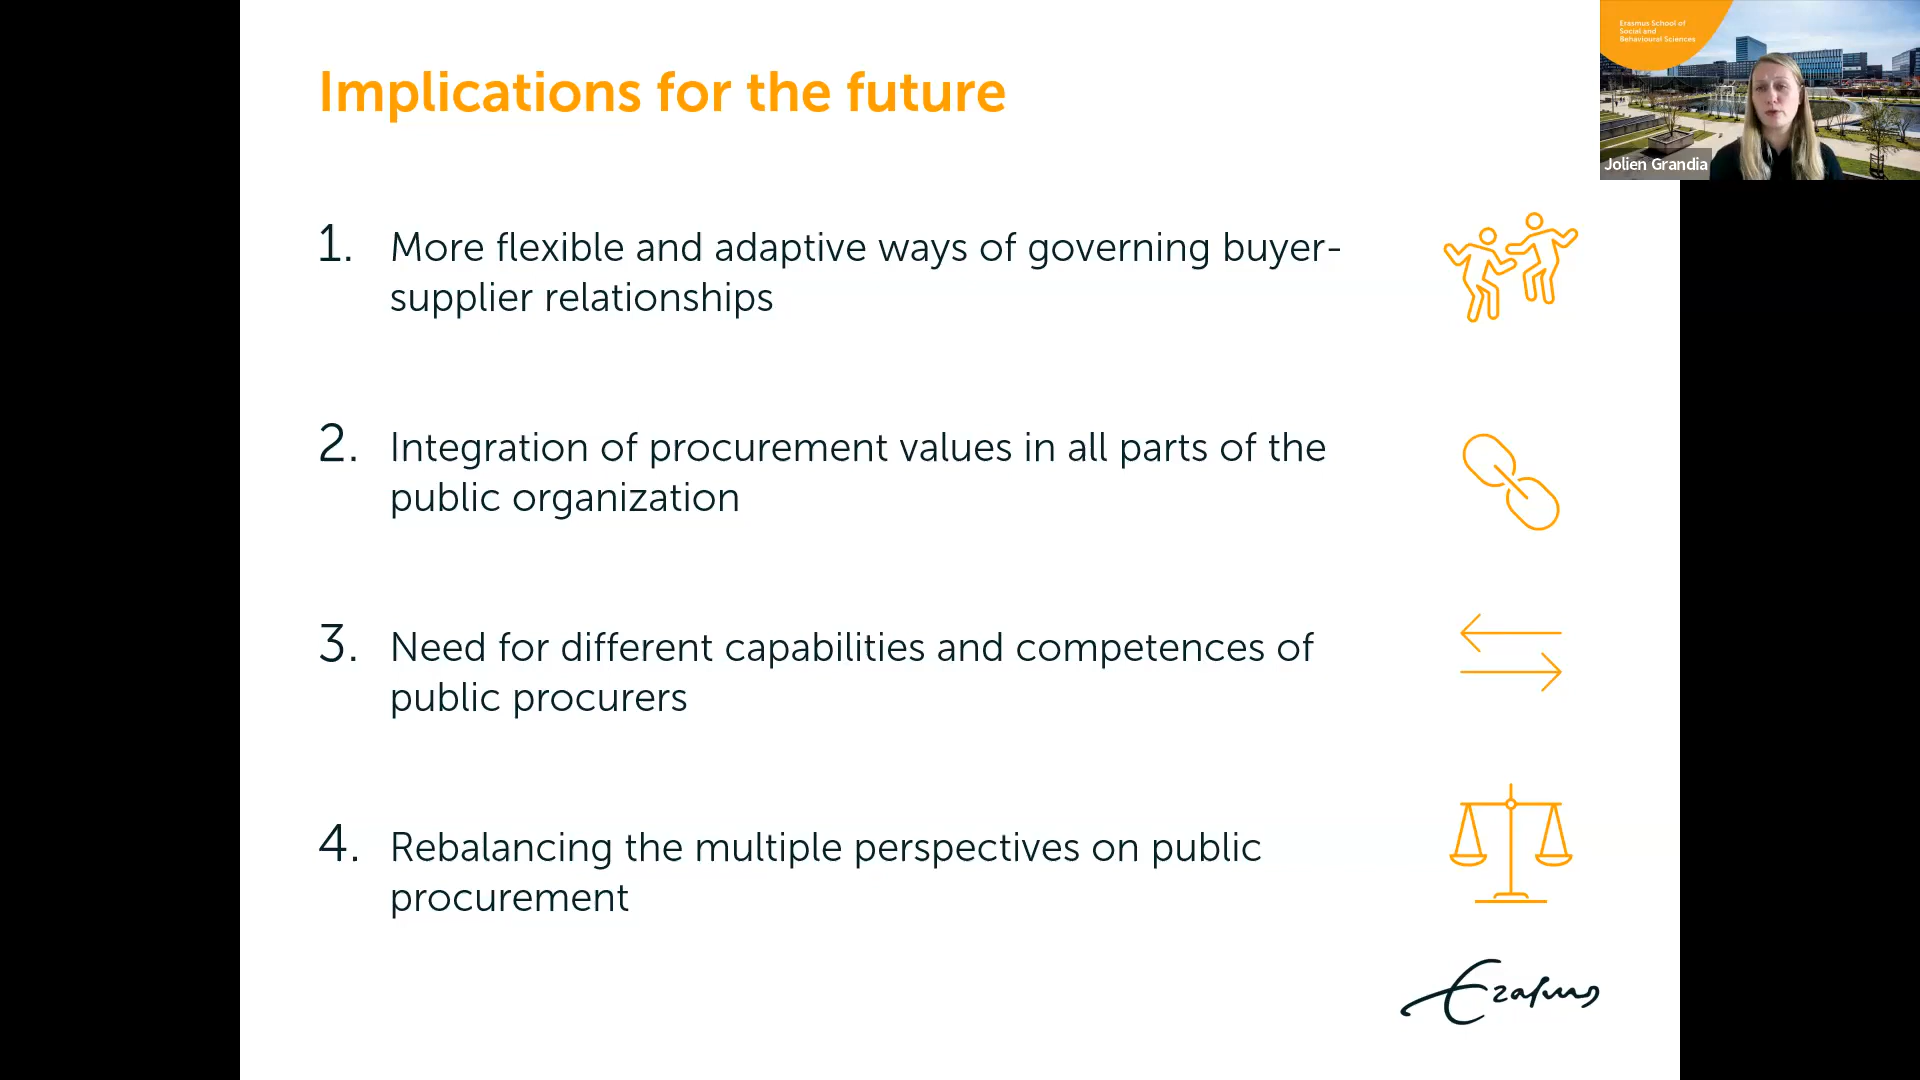 Implications for the future
Erasmus School of
Social and
Behavioural Sciences
Jolien Grandia
1. More flexible and adaptive ways of governing buyer-
supplier relationships
2. Integration of procurement values in all parts of the
public organization
3. Need for different capabilities and competences of
public procurers
4. Rebalancing the multiple perspectives on public
procurement
Erasmus